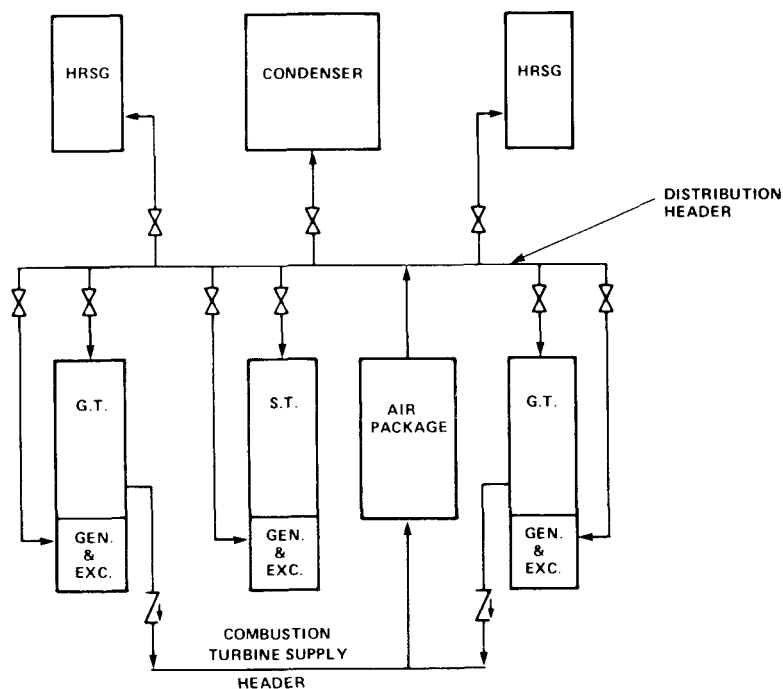 HRSG
CONDENSER
HRSG
DISTRIBUTION
HEADER
G.T.
S.T.
AIR
PACKAGE
G.T.
GEN.
&
EXC.
GEN.
&
EXC.
GEN.
&
EXC.
COMBUSTION
TURBINE SUPPLY
HEADER